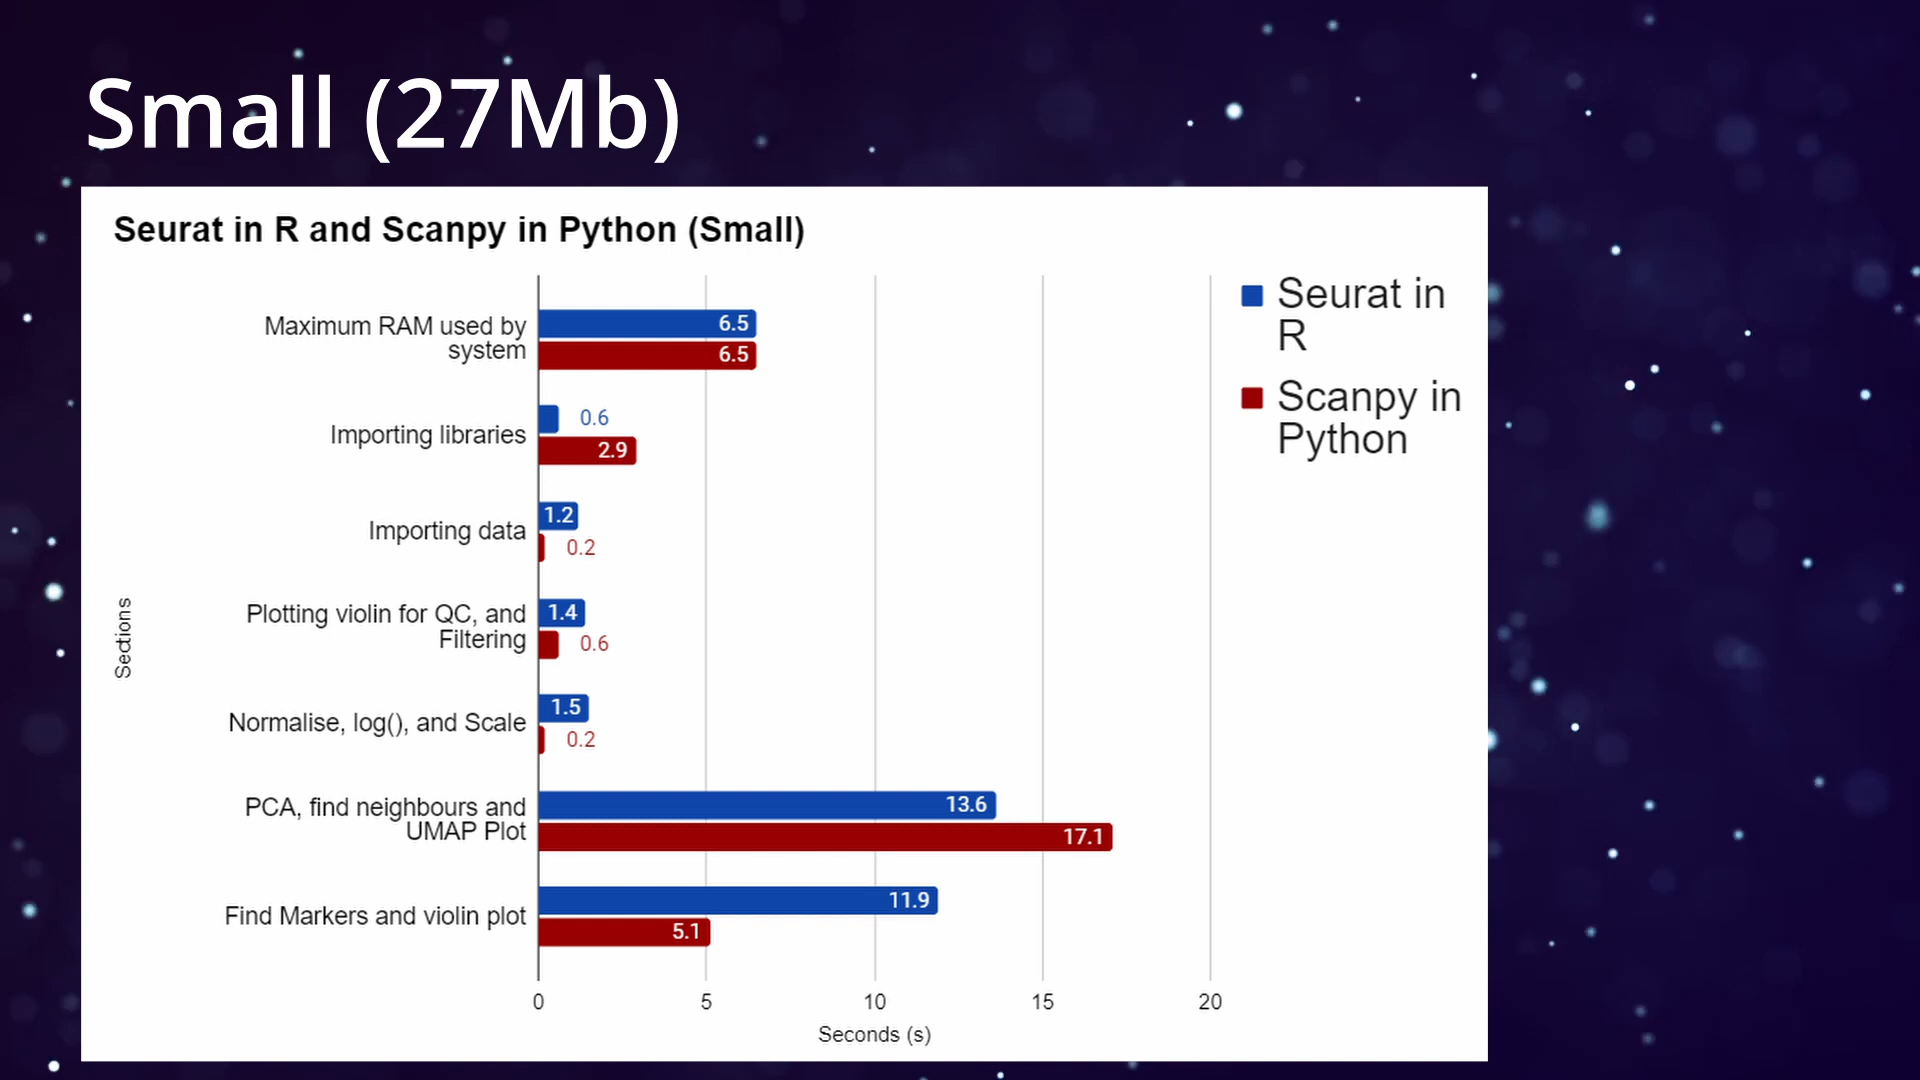 Small (27Mb)
Seurat in R and Scanpy in Python (Small)
Seurat in
R
Scanpy in
Python
Sections
Maximum RAM used by
system
6.5
6.5
Importing libraries
0.6
2.9
Importing data
1.2
0.2
Plotting violin for QC, and
Filtering
1.4
0.6
Normalise, log(), and Scale
1.5
0.2
PCA, find neighbours and
UMAP Plot
13.6
17.1
Find Markers and violin plot
11.9
5.1
0 5 10 15 20
Seconds (s)